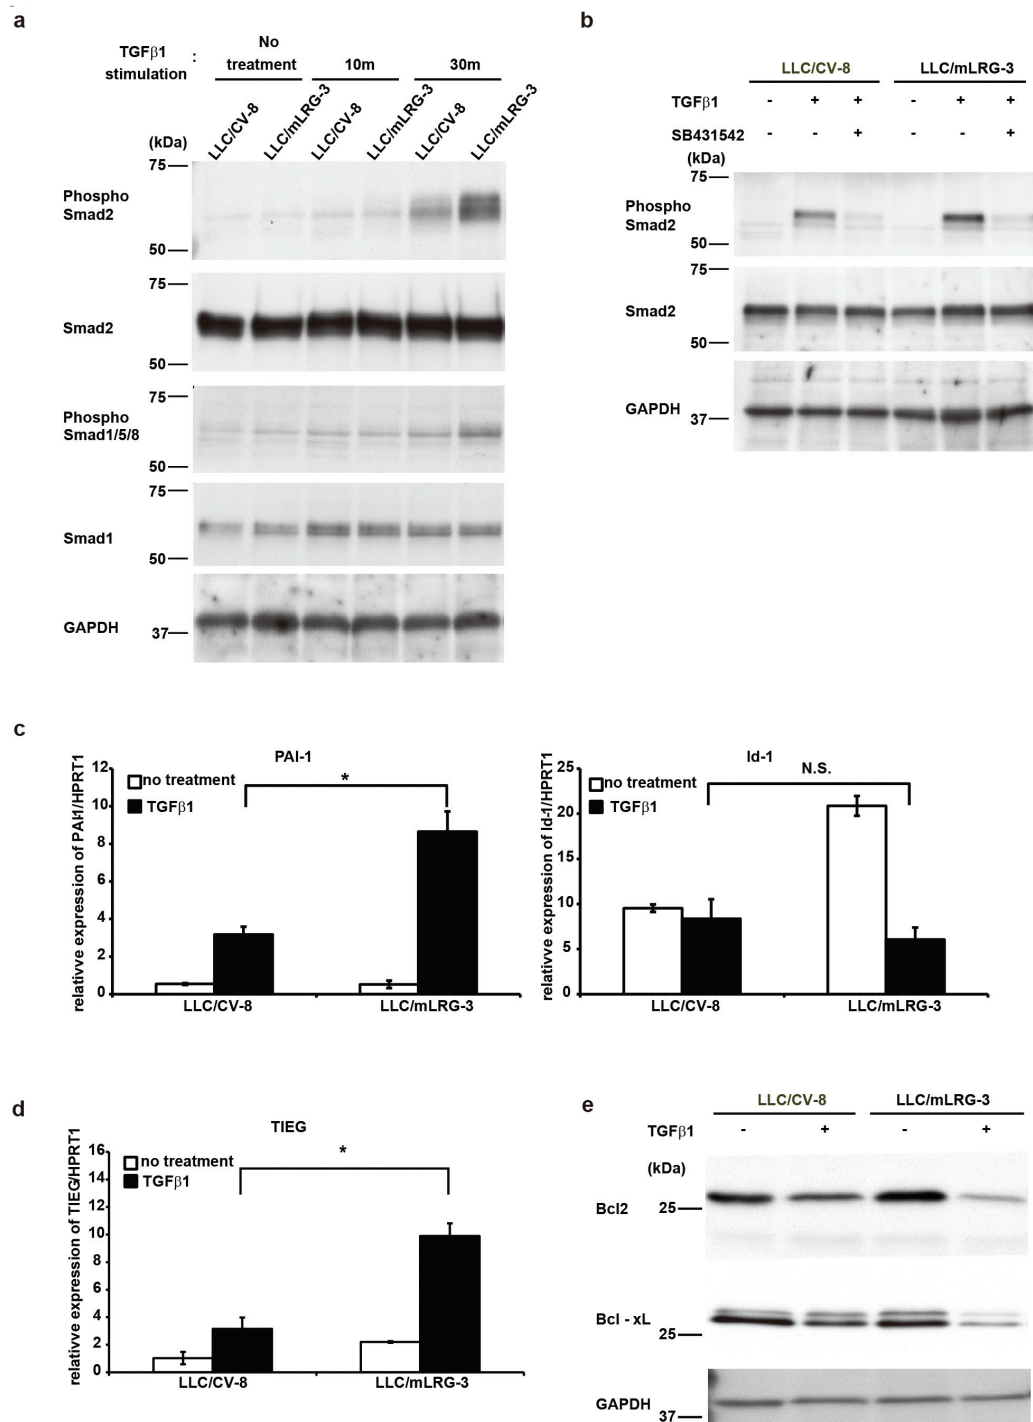 a
TGFβ1 stimulation :
No treatment 10m 30m
LLC/CV-8 LLC/mLRG-3 LLC/CV-8 LLC/mLRG-3 LLC/CV-8 LLC/mLRG-3
(kDa)
75
Phospho Smad2
50
75
Smad2
50
75
Phospho Smad1/5/8
50
75
Smad1
50
GAPDH
37
b
LLC/CV-8 LLC/mLRG-3
TGFβ1 - + + - + +
SB431542 - - + - - +
(kDa)
75
Phospho Smad2
50
75
Smad2
50
GAPDH
37
c
PAI-1
relativve expression of PAI-1/HPRT1
12
10
8
6
4
2
0
no treatment
TGFβ1
*
LLC/CV-8 LLC/mLRG-3
Id-1
relativve expression of Id-1/HPRT1
25
20
15
10
5
0
no treatment
TGFβ1
N.S.
LLC/CV-8 LLC/mLRG-3
d
TIEG
relativve expression of TIEG/HPRT1
16
14
12
10
8
6
4
2
0
no treatment
TGFβ1
*
LLC/CV-8 LLC/mLRG-3
e
LLC/CV-8 LLC/mLRG-3
TGFβ1 - + - +
(kDa)
Bcl2
25
Bcl - xL
25
GAPDH
37